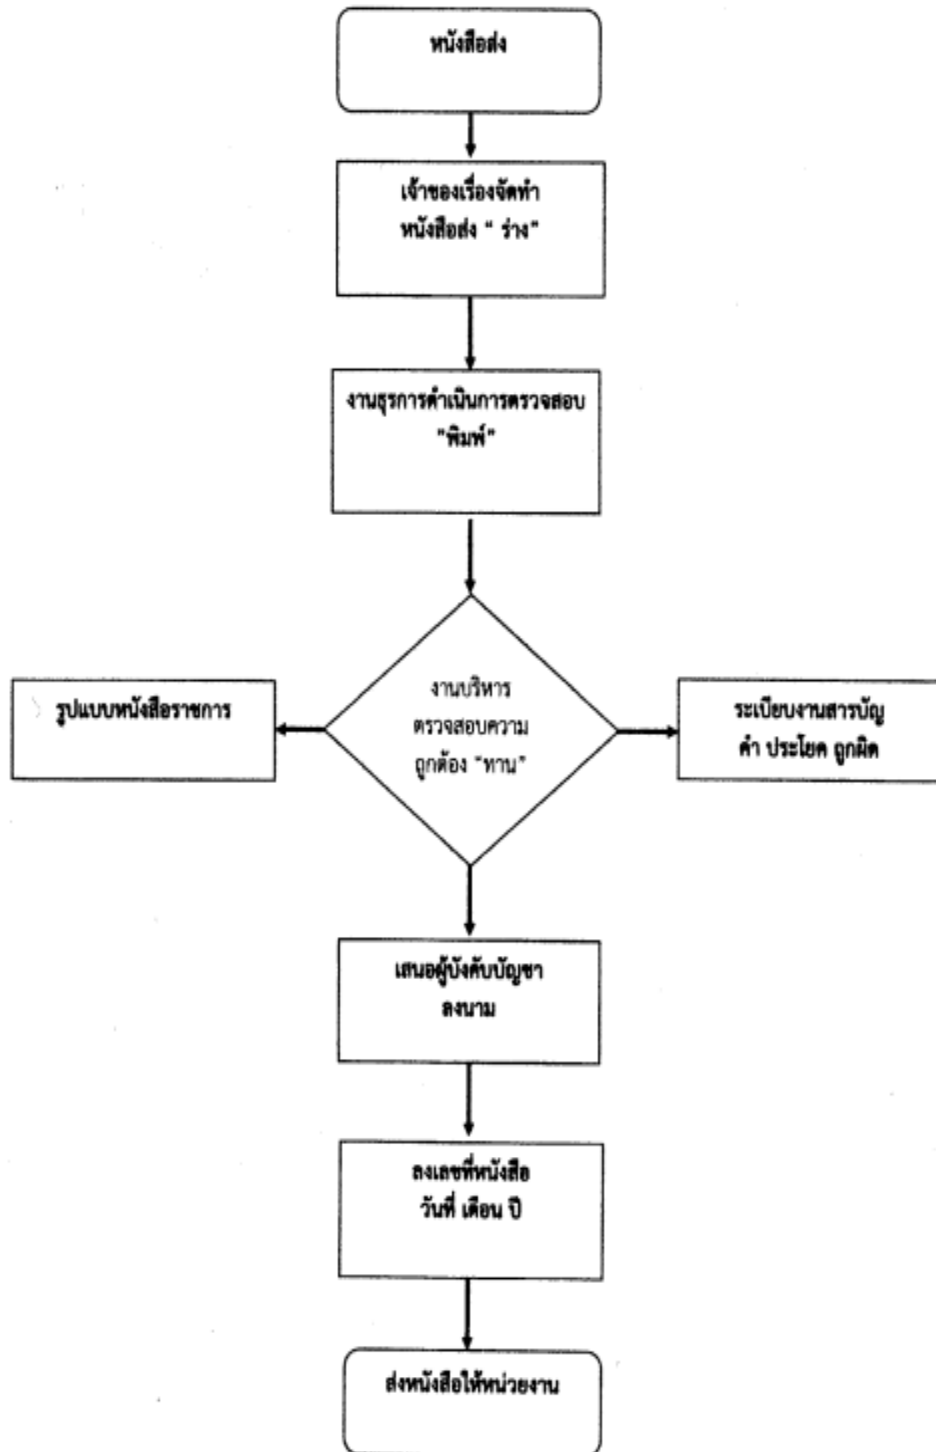 หนังสือส่ง
เจ้าของเรื่องจัดทำ
หนังสือส่ง " ร่าง"
งานธุรการดำเนินการตรวจสอบ
"พิมพ์"
งานบริหาร
ตรวจสอบความ
ถูกต้อง "ทาน"
รูปแบบหนังสือราชการ
ระเบียบงานสารบัญ
คำ ประโยค ถูกผิด
เสนอผู้บังคับบัญชา
ลงนาม
ลงเลขที่หนังสือ
วันที่ เดือน ปี
ส่งหนังสือให้หน่วยงาน